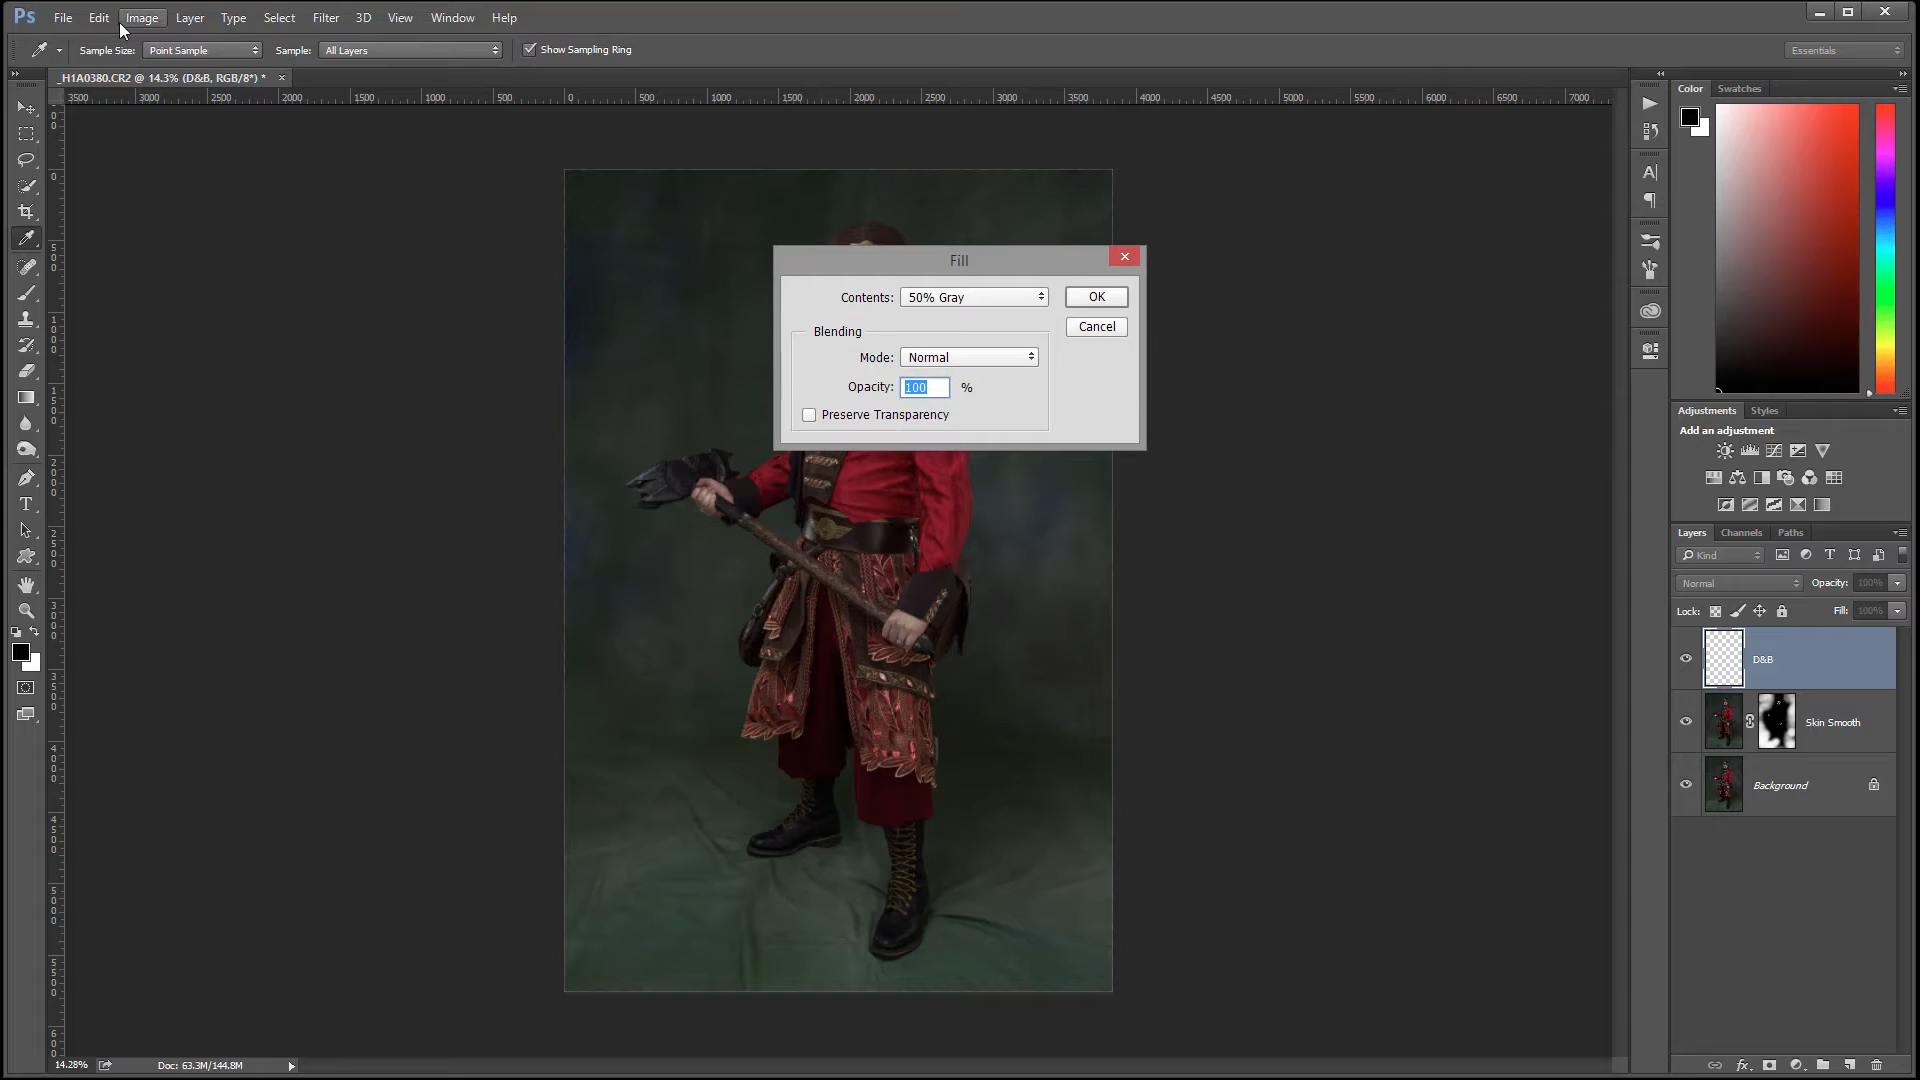 Ps File Edit Image Layer Type Select Filter 3D View Window Help
Sample Size: Point Sample Sample: All Layers Show Sampling Ring Essentials
_H1A0380.CR2 @ 14.3% (D&B, RGB/8*) *
3500 3000 2500 2000 1500 1000 500 0 500 1000 1500 2000 2500 3000 3500 4000 4500 5000 5500 6000 6500 7000
Color Swatches
Fill
Contents: 50% Gray OK
Cancel
Blending
Mode: Normal
Opacity: 100 %
Preserve Transparency
Adjustments Styles
Add an adjustment
Layers Channels Paths
Kind
Normal Opacity: 100%
Lock: Fill: 100%
D&B
Skin Smooth
Background
14.28% Doc: 63.3M/144.8M